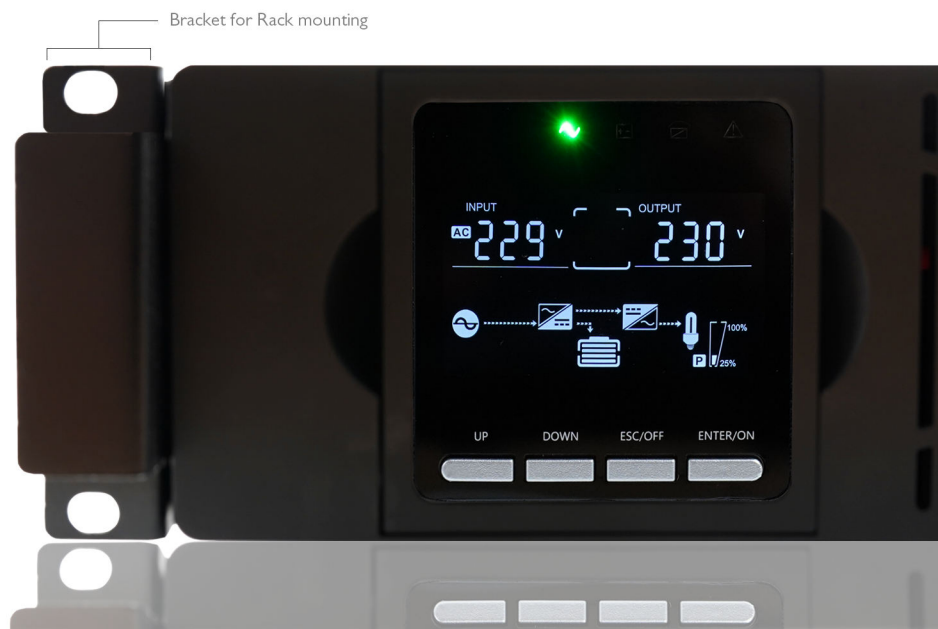 Bracket for Rack mounting
INPUT
OUTPUT
AC 229 V
230 V
100%
P 25%
UP DOWN ESC/OFF ENTER/ON